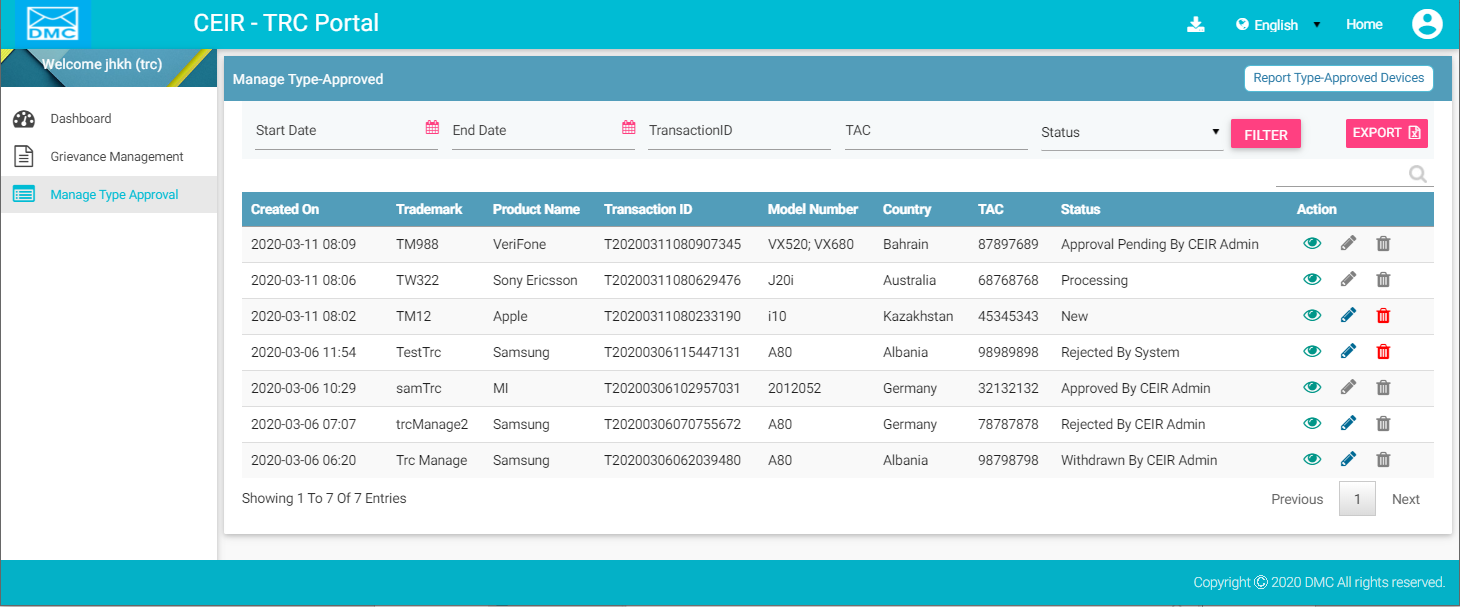 DMC
CEIR - TRC Portal
English
Home
Welcome jhkh (trc)
Dashboard
Grievance Management
Manage Type Approval
Manage Type-Approved
Report Type-Approved Devices
Start Date End Date TransactionID TAC Status FILTER EXPORT
Created On Trademark Product Name Transaction ID Model Number Country TAC Status Action
2020-03-11 08:09 TM988 VeriFone T20200311080907345 VX520; VX680 Bahrain 87897689 Approval Pending By CEIR Admin
2020-03-11 08:06 TW322 Sony Ericsson T20200311080629476 J20i Australia 68768768 Processing
2020-03-11 08:02 TM12 Apple T20200311080233190 i10 Kazakhstan 45345343 New
2020-03-06 11:54 TestTrc Samsung T20200306115447131 A80 Albania 98989898 Rejected By System
2020-03-06 10:29 samTrc MI T20200306102957031 2012052 Germany 32132132 Approved By CEIR Admin
2020-03-06 07:07 trcManage2 Samsung T20200306070755672 A80 Germany 78787878 Rejected By CEIR Admin
2020-03-06 06:20 Trc Manage Samsung T20200306062039480 A80 Albania 98798798 Withdrawn By CEIR Admin
Showing 1 To 7 Of 7 Entries
Previous 1 Next
Copyright © 2020 DMC All rights reserved.